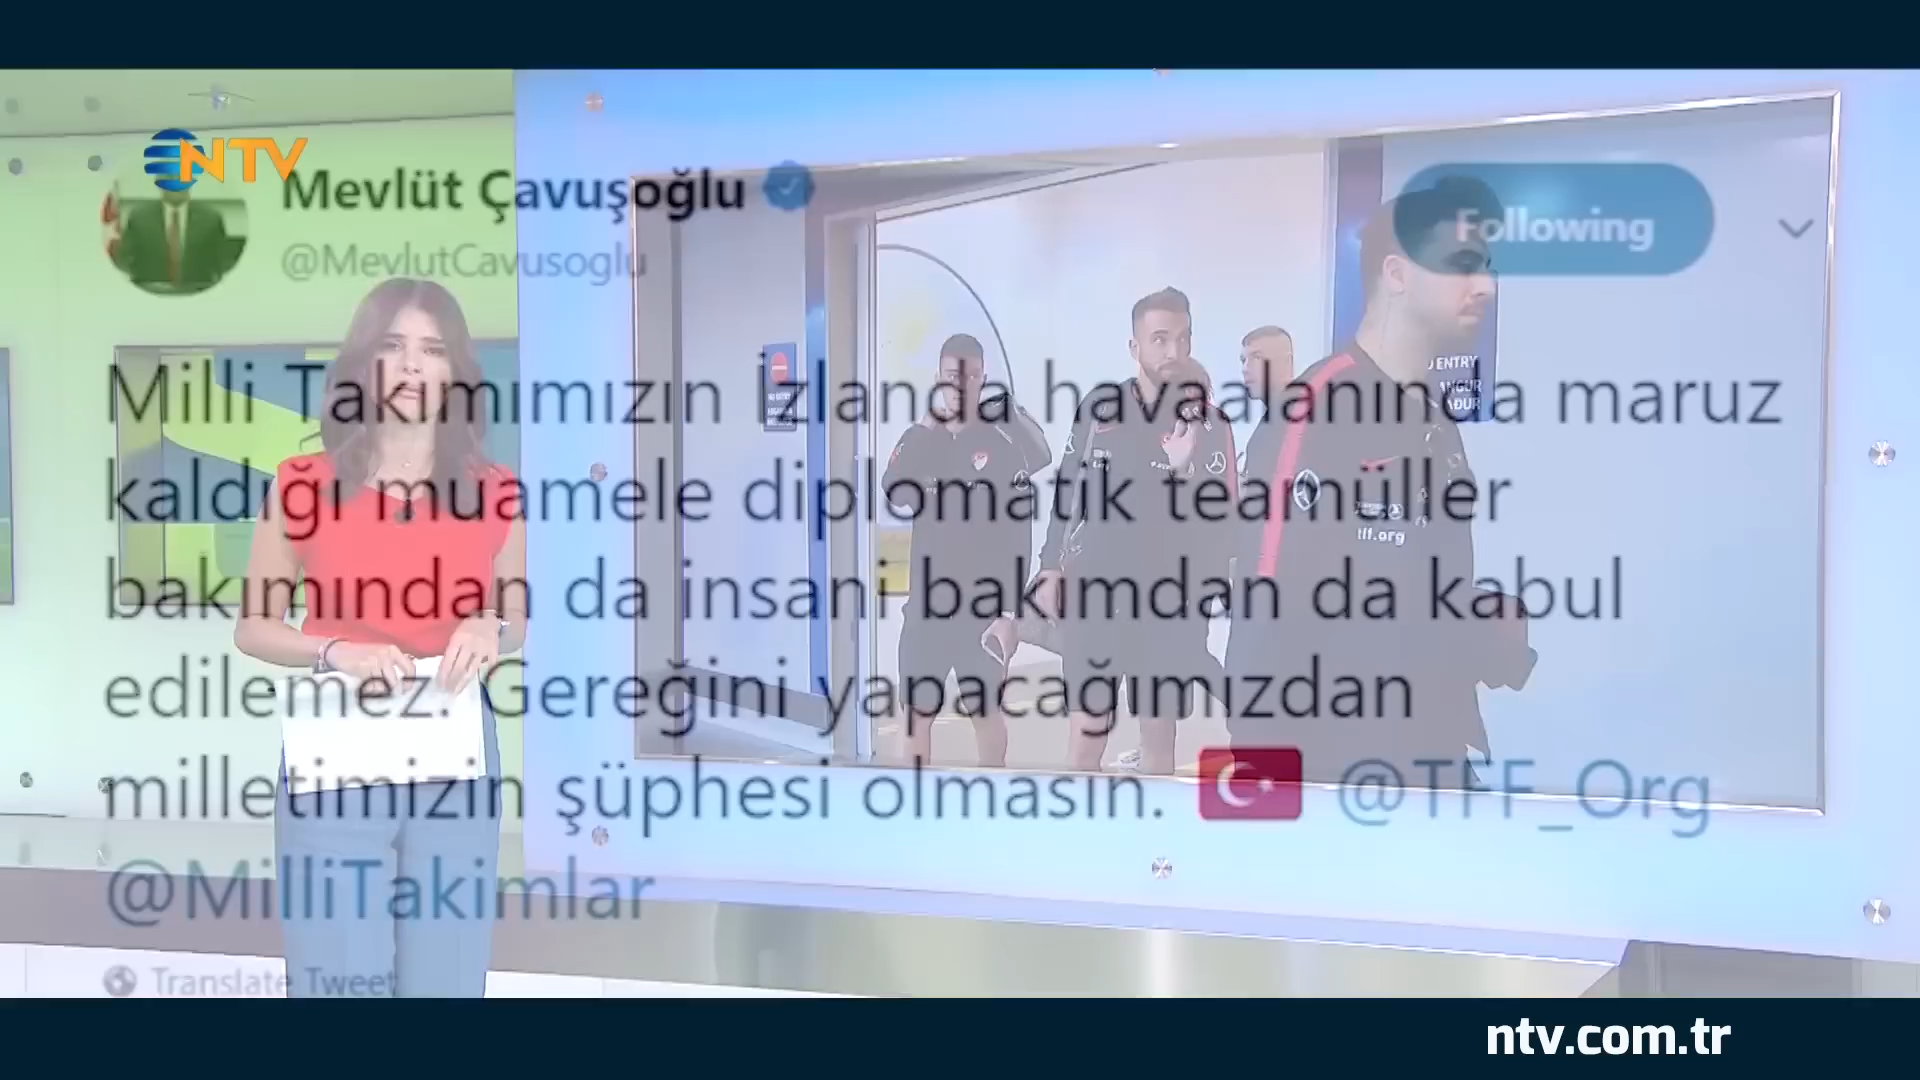 NTV
Mevlüt Çavuşoğlu
@MevlutCavusoglu
Following
Milli Takımımızın İzlanda havaalanında maruz
kaldığı muamele diplomatik teamüller
bakımından da insani bakımdan da kabul
edilemez. Gereğini yapacağımızdan
milletimizin şüphesi olmasın. @TFF_Org
@MilliTakimlar
Translate Tweet
ENTRY
tff.org
ntv.com.tr